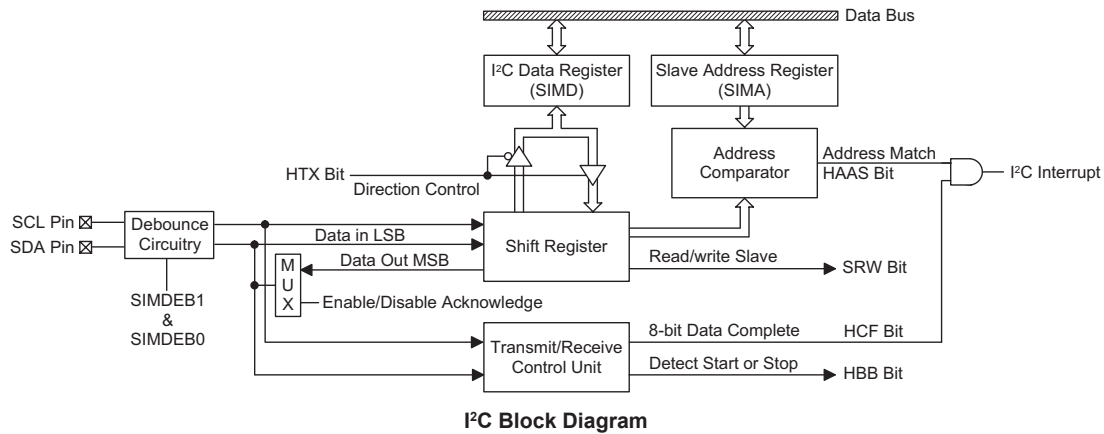 Data Bus
I²C Data Register
(SIMD)
Slave Address Register
(SIMA)
HTX Bit
Direction Control
Address
Comparator
Address Match
HAAS Bit
I²C Interrupt
SCL Pin
SDA Pin
Debounce
Circuitry
Data in LSB
Shift Register
Data Out MSB
M
U
X
Enable/Disable Acknowledge
Read/write Slave
SRW Bit
SIMDEB1
&
SIMDEB0
Transmit/Receive
Control Unit
8-bit Data Complete
HCF Bit
Detect Start or Stop
HBB Bit
I²C Block Diagram